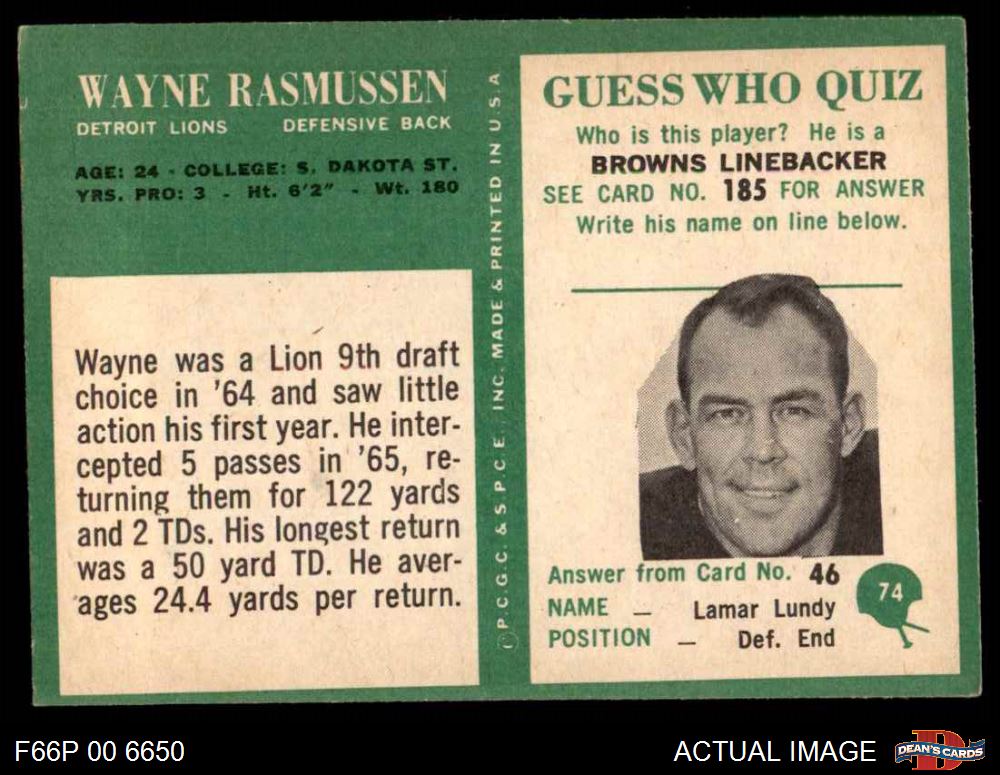 WAYNE RASMUSSEN
DETROIT LIONS DEFENSIVE BACK
AGE: 24 - COLLEGE: S. DAKOTA ST.
YRS. PRO: 3 - Ht. 6'2" - Wt. 180
Wayne was a Lion 9th draft
choice in '64 and saw little
action his first year. He inter-
cepted 5 passes in '65, re-
turning them for 122 yards
and 2 TDs. His longest return
was a 50 yard TD. He aver-
ages 24.4 yards per return.
©P.C.G.C. & S.P.C.E., INC. MADE & PRINTED IN U.S.A.
GUESS WHO QUIZ
Who is this player? He is a
BROWNS LINEBACKER
SEE CARD NO. 185 FOR ANSWER
Write his name on line below.
Answer from Card No. 46
NAME — Lamar Lundy
POSITION — Def. End
74
F66P 00 6650
ACTUAL IMAGE
D
DEAN'S CARDS